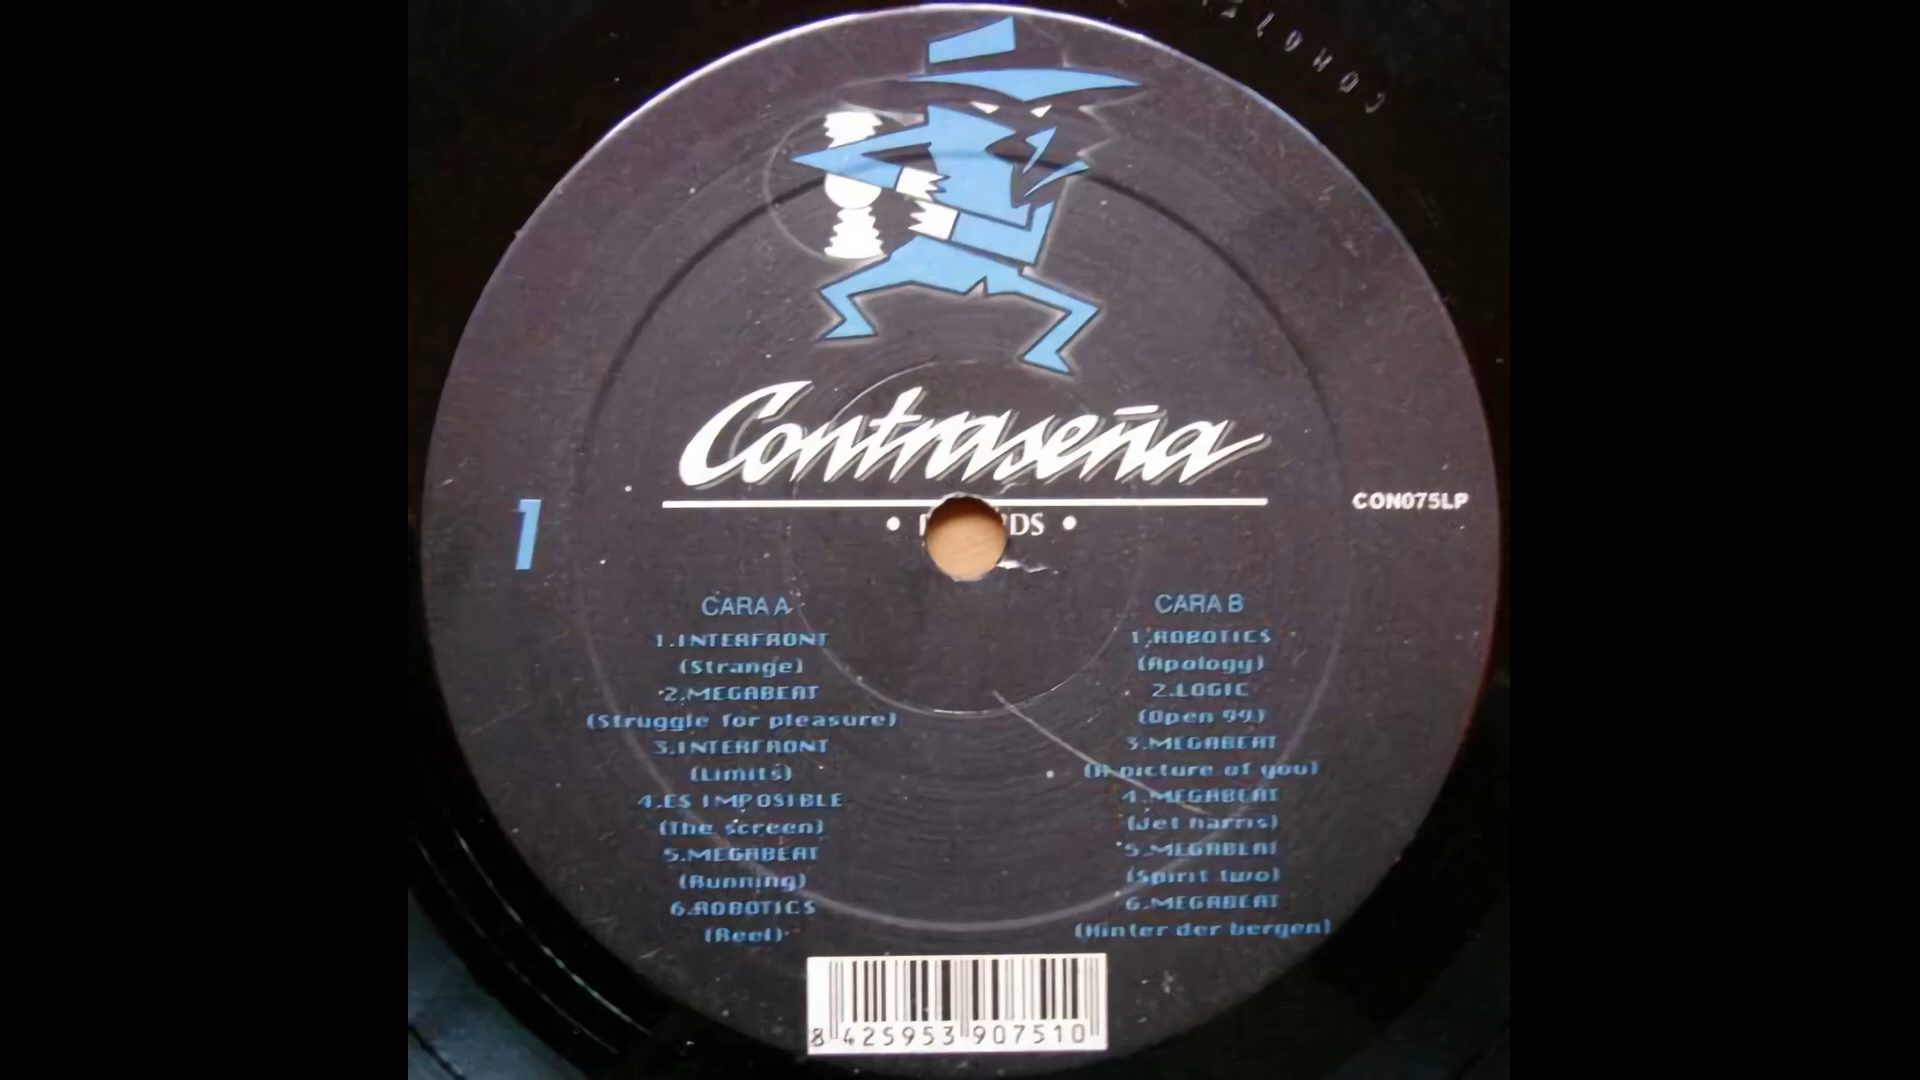 Contraseña
CON075LP
1
CARA A
1.INTERFRONT
(Strange)
2.MEGABEAT
(Struggle for pleasure)
3.INTERFRONT
(Limits)
4.ES IMPOSIBLE
(The screen)
5.MEGABEAT
(Running)
6.ROBOTICS
(Reel)
CARA B
1.ROBOTICS
(Apology)
2.LOGIC
(Open 99)
3.MEGABEAT
(A picture of you)
4.MEGABEAT
(Jet harris)
5.MEGABEAT
(Spirit two)
6.MEGABEAT
(Hinter der bergen)
8 425953 907510